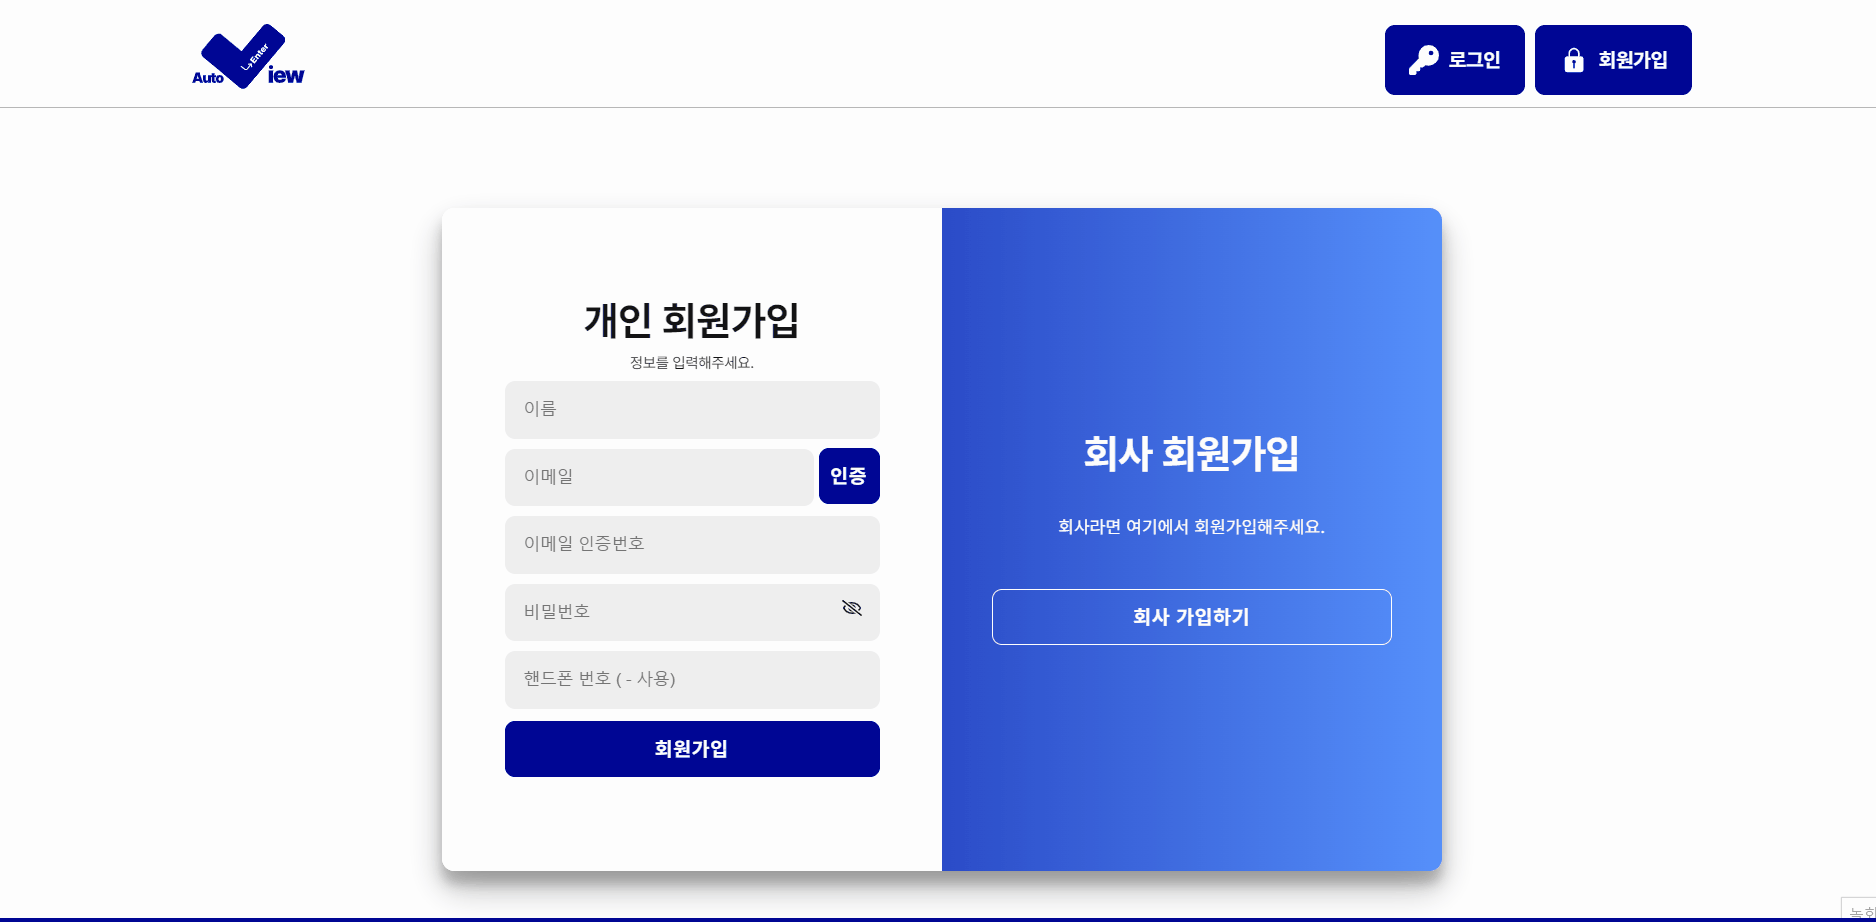 Auto
Enter
iew
로그인
회원가입
개인 회원가입
정보를 입력해주세요.
이름
이메일
인증
이메일 인증번호
비밀번호
핸드폰 번호 ( - 사용)
회원가입
회사 회원가입
회사라면 여기에서 회원가입해주세요.
회사 가입하기